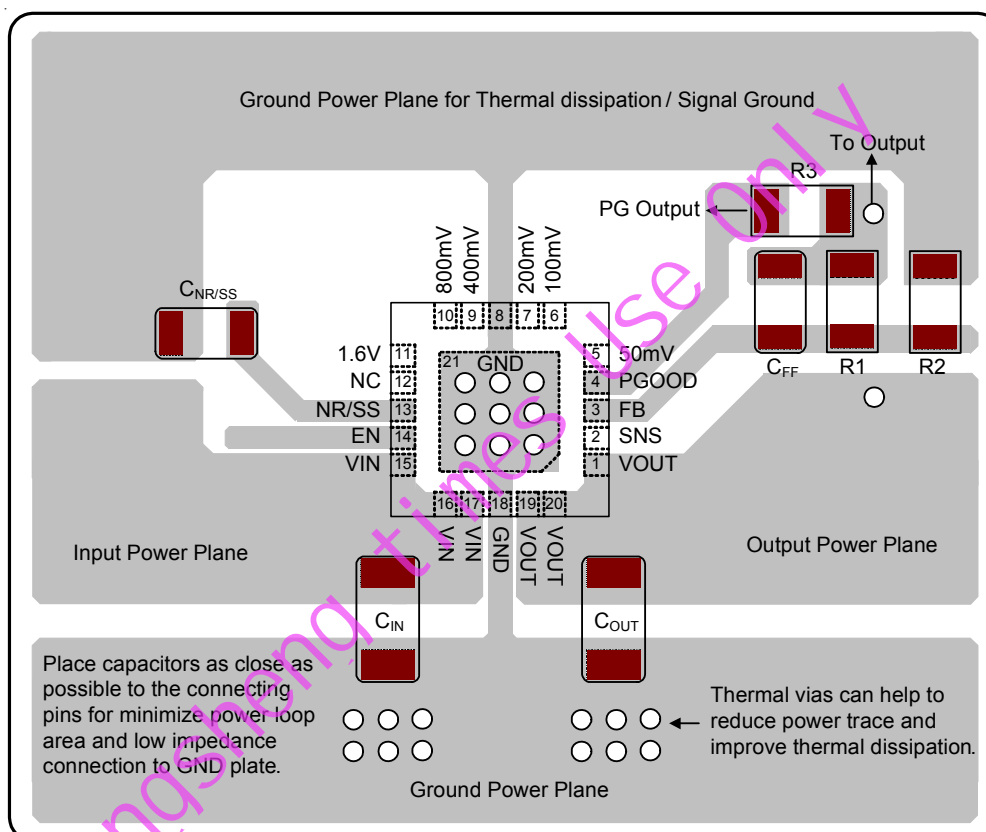 Ground Power Plane for Thermal dissipation / Signal Ground
To Output
R3
PG Output
800mV
400mV
200mV
100mV
CNR/SS
10 9 8 7 6
1.6V 11
NC 12
NR/SS 13
EN 14
VIN 15
21 GND
5 50mV
4 PGOOD
3 FB
2 SNS
1 VOUT
CFF R1 R2
16 17 18 19 20
VIN
VIN
GND
VOUT
VOUT
Input Power Plane
Output Power Plane
CIN
COUT
Place capacitors as close as
possible to the connecting
pins for minimize power loop
area and low impedance
connection to GND plate.
Thermal vias can help to
reduce power trace and
improve thermal dissipation.
Ground Power Plane
ngsheng times Use Only